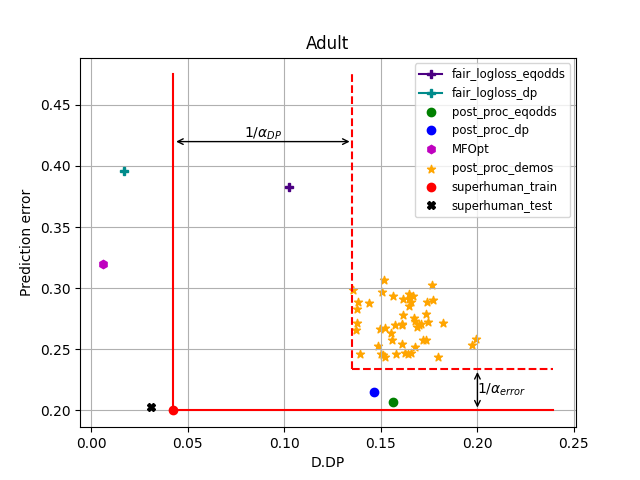 Adult
fair_logloss_eqodds
fair_logloss_dp
post_proc_eqodds
post_proc_dp
MFOpt
post_proc_demos
superhuman_train
superhuman_test
1/α_DP
1/α_error
Prediction error
0.45
0.40
0.35
0.30
0.25
0.20
0.00 0.05 0.10 0.15 0.20 0.25
D.DP